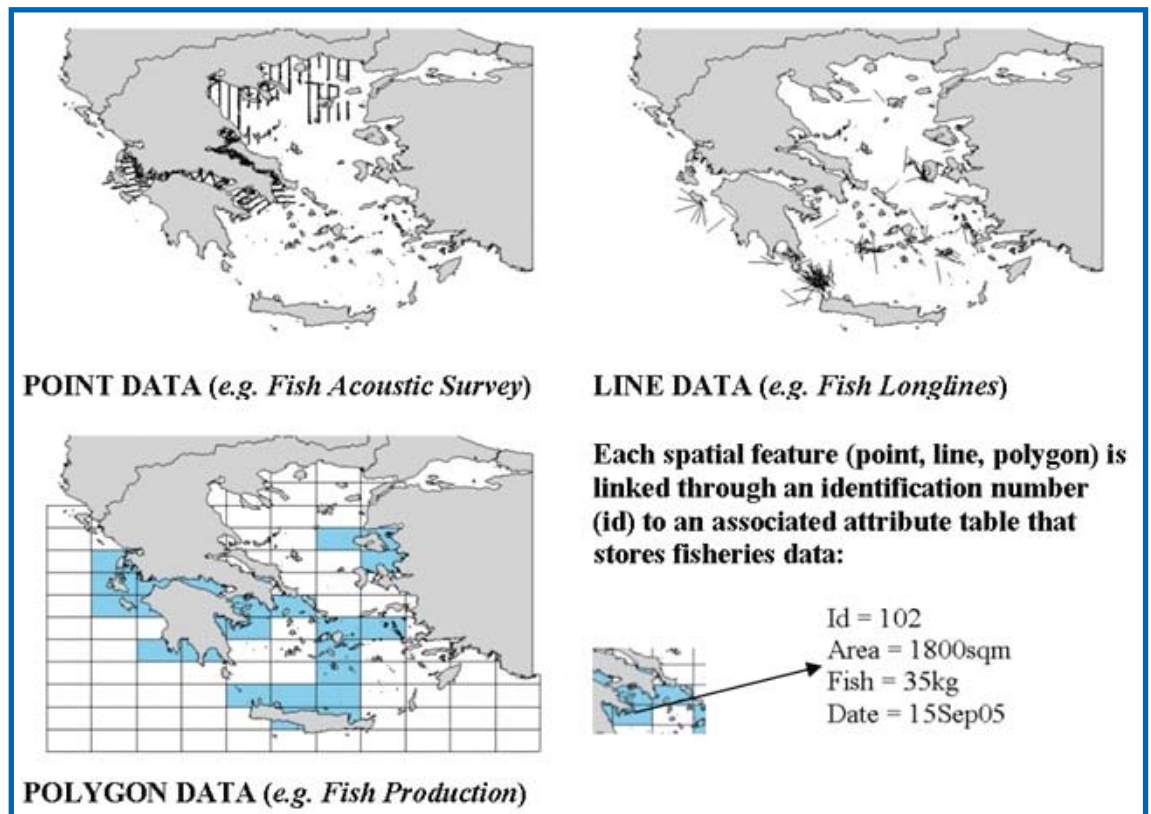 POINT DATA (e.g. Fish Acoustic Survey)
LINE DATA (e.g. Fish Longlines)
Each spatial feature (point, line, polygon) is
linked through an identification number
(id) to an associated attribute table that
stores fisheries data:
Id = 102
Area = 1800sqm
Fish = 35kg
Date = 15Sep05
POLYGON DATA (e.g. Fish Production)